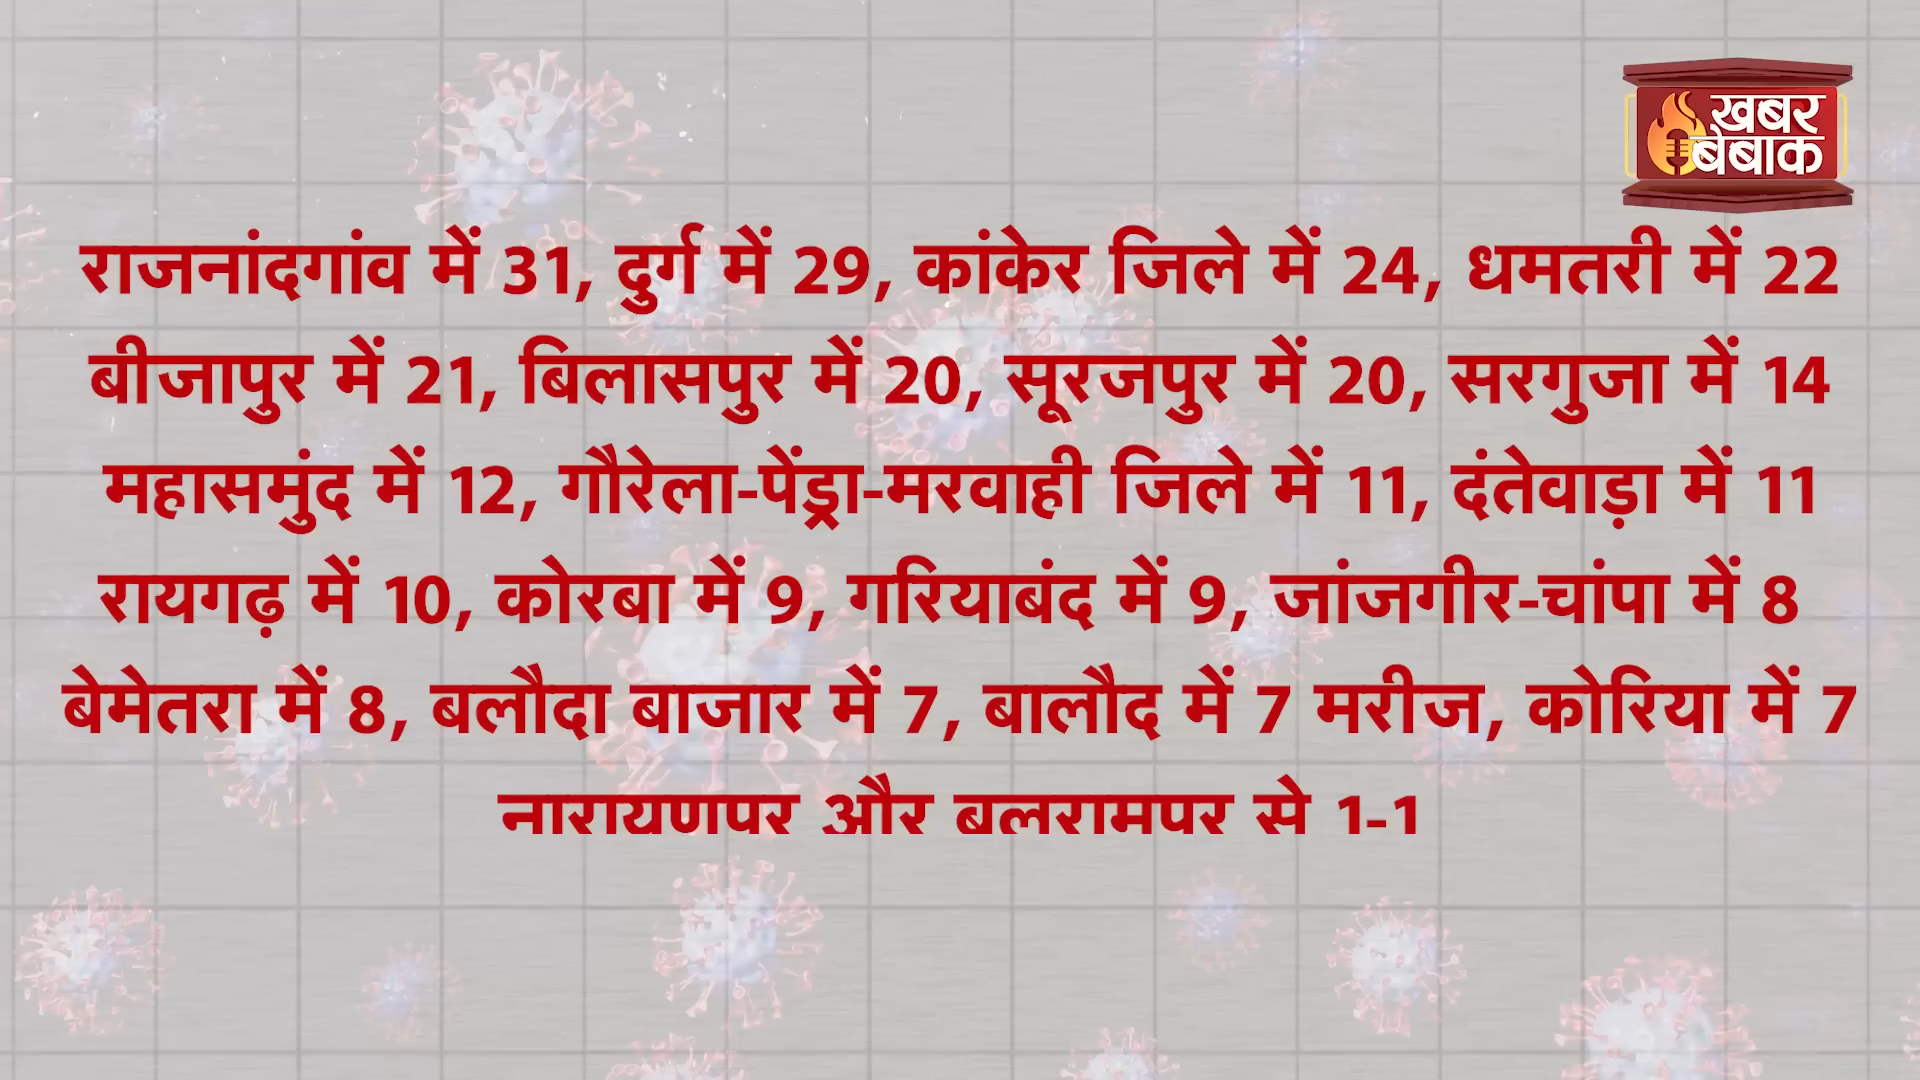 खबर
बेबाक
राजनांदगांव में 31, दुर्ग में 29, कांकेर जिले में 24, धमतरी में 22
बीजापुर में 21, बिलासपुर में 20, सूरजपुर में 20, सरगुजा में 14
महासमुंद में 12, गौरेला-पेंड्रा-मरवाही जिले में 11, दंतेवाड़ा में 11
रायगढ़ में 10, कोरबा में 9, गरियाबंद में 9, जांजगीर-चांपा में 8
बेमेतरा में 8, बलौदा बाजार में 7, बालौद में 7 मरीज, कोरिया में 7
नारायणपुर और बलरामपुर से 1-1